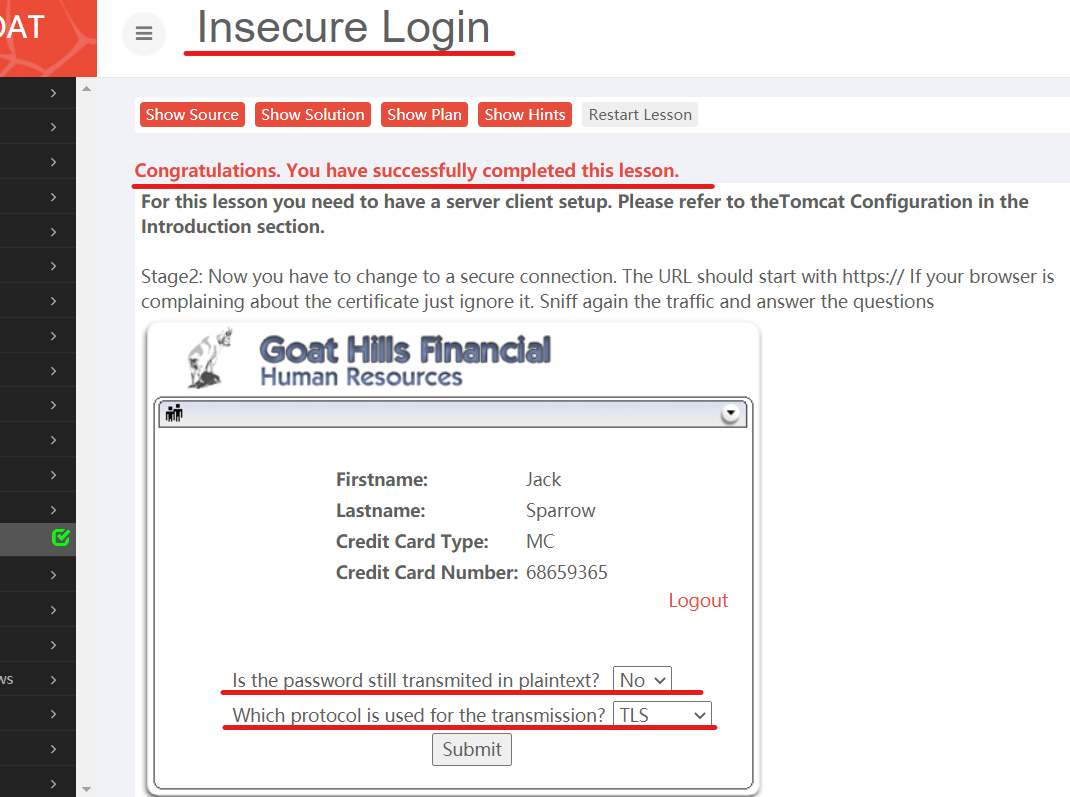 OAT
Insecure Login
Show Source Show Solution Show Plan Show Hints Restart Lesson
Congratulations. You have successfully completed this lesson.
For this lesson you need to have a server client setup. Please refer to theTomcat Configuration in the
Introduction section.
Stage2: Now you have to change to a secure connection. The URL should start with https:// If your browser is
complaining about the certificate just ignore it. Sniff again the traffic and answer the questions
Goat Hills Financial
Human Resources
Firstname: Jack
Lastname: Sparrow
Credit Card Type: MC
Credit Card Number: 68659365
Logout
Is the password still transmited in plaintext? No
ws
Which protocol is used for the transmission? TLS
Submit